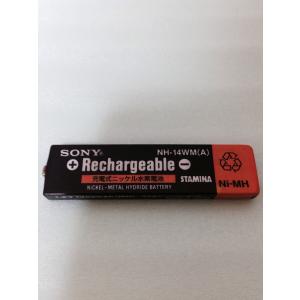 SONY NH-14WM(A)
+ Rechargeable −
充電式ニッケル水素電池 STAMINA
NICKEL-METAL HYDRIDE BATTERY
Ni-MH